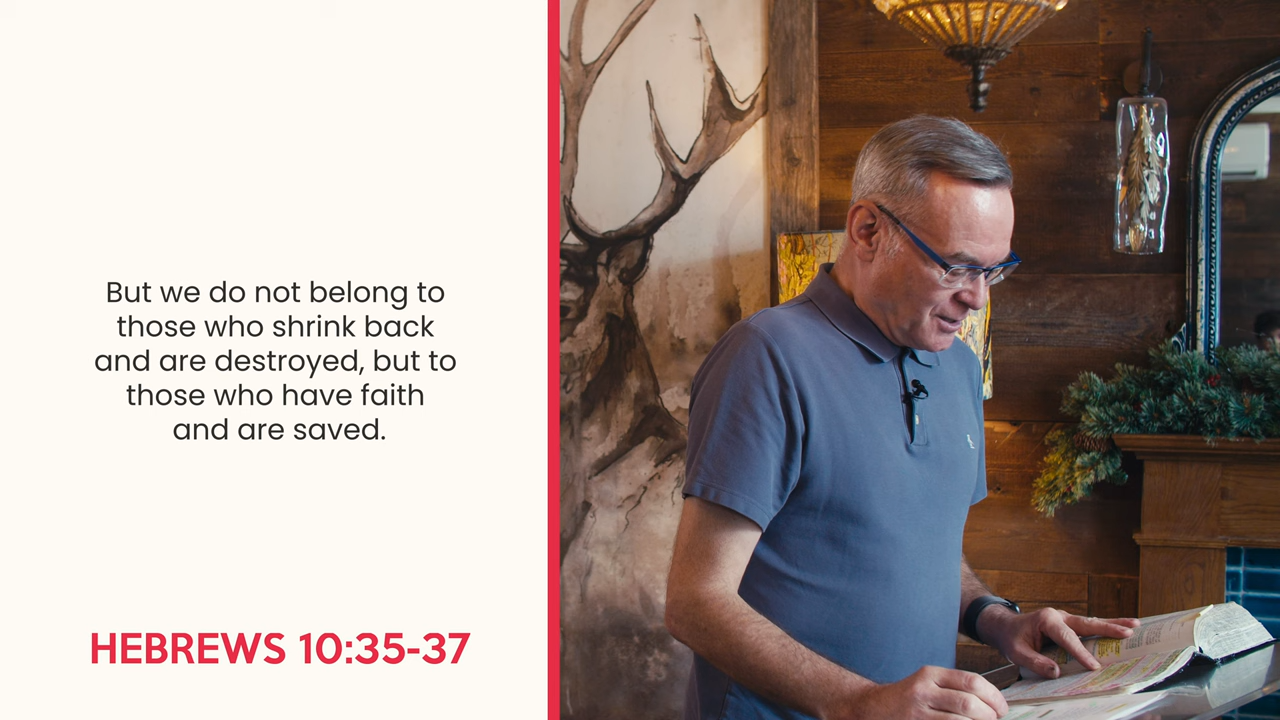 But we do not belong to
those who shrink back
and are destroyed, but to
those who have faith
and are saved.
HEBREWS 10:35-37